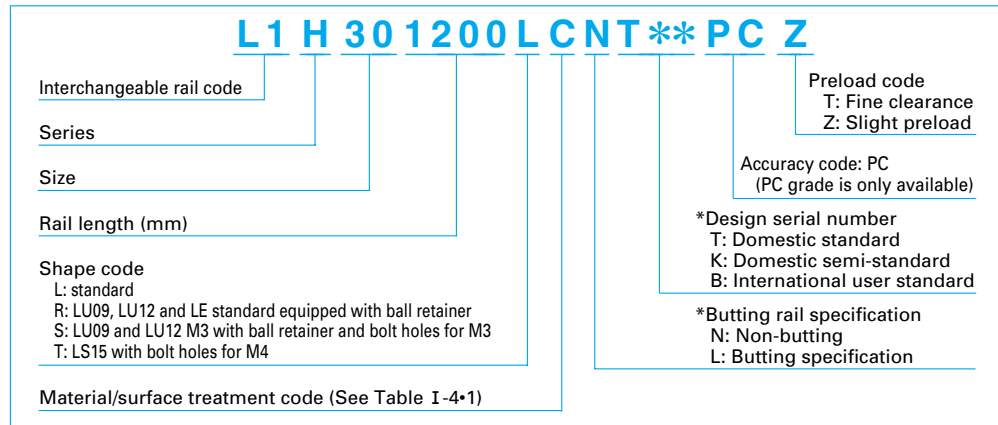 L1 H 30 1200 L C N T** PC Z
Interchangeable rail code
Series
Size
Rail length (mm)
Shape code
L: standard
R: LU09, LU12 and LE standard equipped with ball retainer
S: LU09 and LU12 M3 with ball retainer and bolt holes for M3
T: LS15 with bolt holes for M4
Material/surface treatment code (See Table I-4•1)
Preload code
T: Fine clearance
Z: Slight preload
Accuracy code: PC
(PC grade is only available)
*Design serial number
T: Domestic standard
K: Domestic semi-standard
B: International user standard
*Butting rail specification
N: Non-butting
L: Butting specification